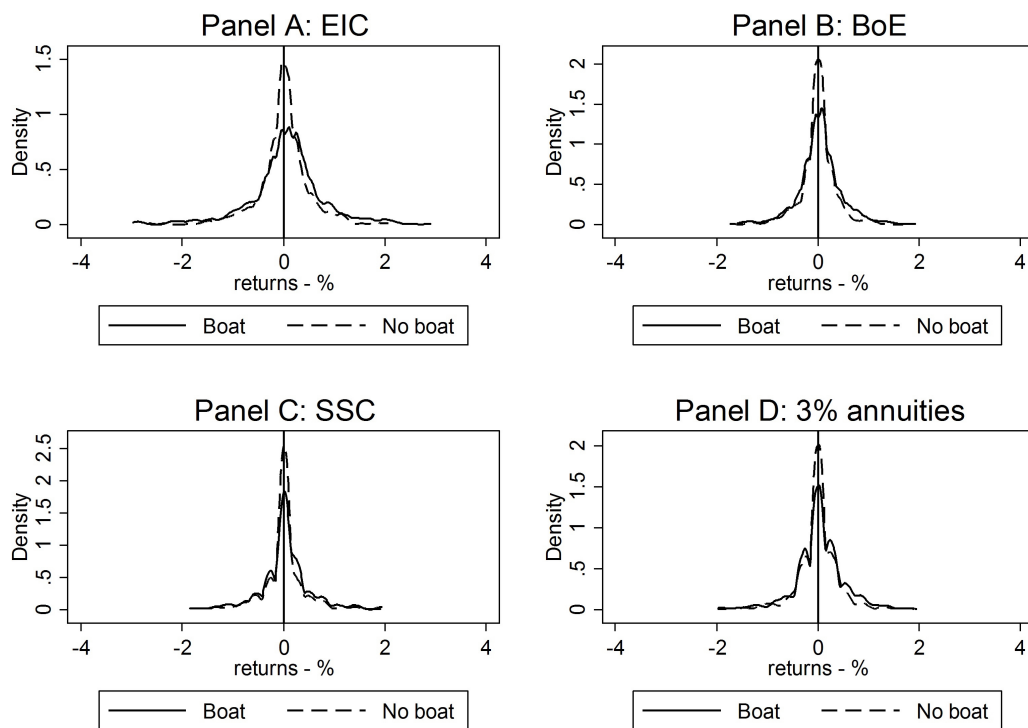 Panel A: EIC
Density
0
.5
1
1.5
-4 -2 0 2 4
returns - %
Boat No boat
Panel B: BoE
Density
0
.5
1
1.5
2
-4 -2 0 2 4
returns - %
Boat No boat
Panel C: SSC
Density
0
.5
1
1.5
2
2.5
-4 -2 0 2 4
returns - %
Boat No boat
Panel D: 3% annuities
Density
0
.5
1
1.5
2
-4 -2 0 2 4
returns - %
Boat No boat